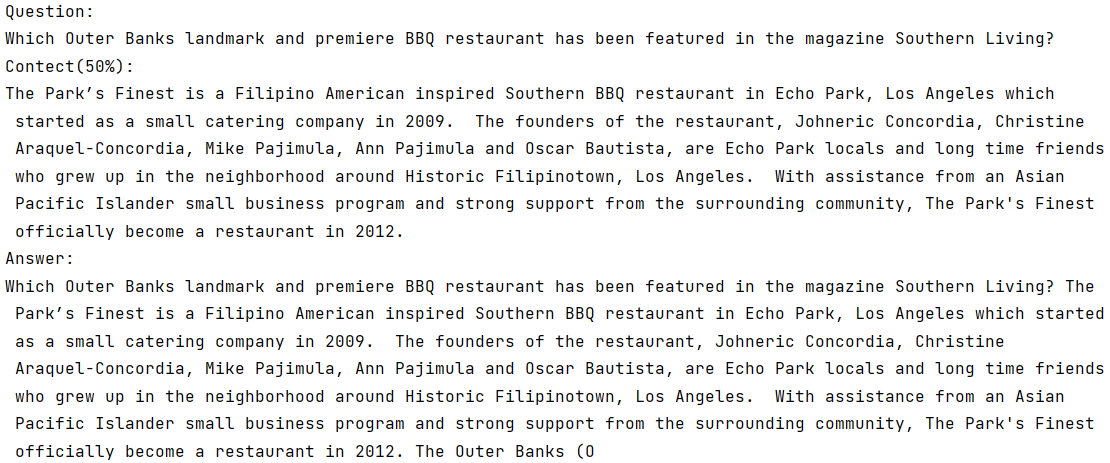 Question:
Which Outer Banks landmark and premiere BBQ restaurant has been featured in the magazine Southern Living?
Contect(50%):
The Park’s Finest is a Filipino American inspired Southern BBQ restaurant in Echo Park, Los Angeles which
started as a small catering company in 2009.  The founders of the restaurant, Johneric Concordia, Christine
Araquel-Concordia, Mike Pajimula, Ann Pajimula and Oscar Bautista, are Echo Park locals and long time friends
who grew up in the neighborhood around Historic Filipinotown, Los Angeles.  With assistance from an Asian
Pacific Islander small business program and strong support from the surrounding community, The Park's Finest
officially become a restaurant in 2012.
Answer:
Which Outer Banks landmark and premiere BBQ restaurant has been featured in the magazine Southern Living? The
Park’s Finest is a Filipino American inspired Southern BBQ restaurant in Echo Park, Los Angeles which started
as a small catering company in 2009.  The founders of the restaurant, Johneric Concordia, Christine
Araquel-Concordia, Mike Pajimula, Ann Pajimula and Oscar Bautista, are Echo Park locals and long time friends
who grew up in the neighborhood around Historic Filipinotown, Los Angeles.  With assistance from an Asian
Pacific Islander small business program and strong support from the surrounding community, The Park's Finest
officially become a restaurant in 2012. The Outer Banks (O